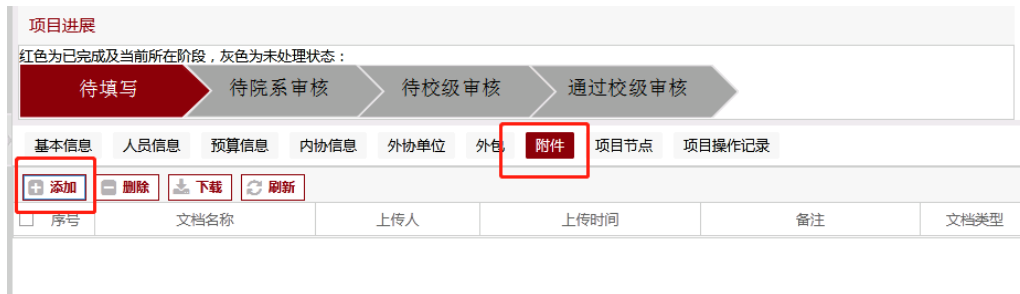 项目进展
红色为已完成及当前所在阶段，灰色为未处理状态：
待填写 待院系审核 待校级审核 通过校级审核
基本信息 人员信息 预算信息 内协信息 外协单位 外包 附件 项目节点 项目操作记录
添加 删除 下载 刷新
序号 文档名称 上传人 上传时间 备注 文档类型